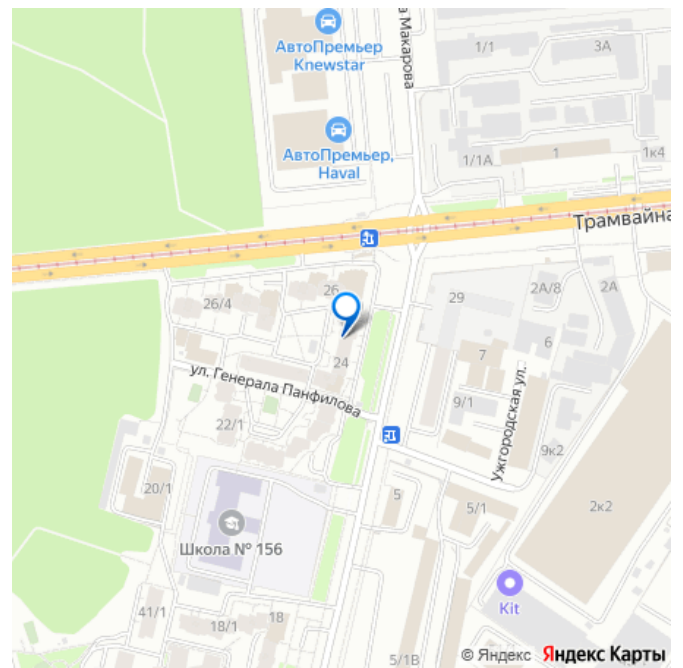 а Макарова
АвтоПремьер
Knewstar
1/1
3А
АвтоПремьер,
Haval
1/1А
1
1к4
Трамвайна
26
26/4
29
2А/8
2А
24
7
6
ул. Генерала Панфилова
9/1
Ужгородская ул.
22/1
9к2
20/1
5
5/1
2к2
Школа № 156
Kit
41/1
18/1
18
5/1В
© Яндекс Яндекс Карты